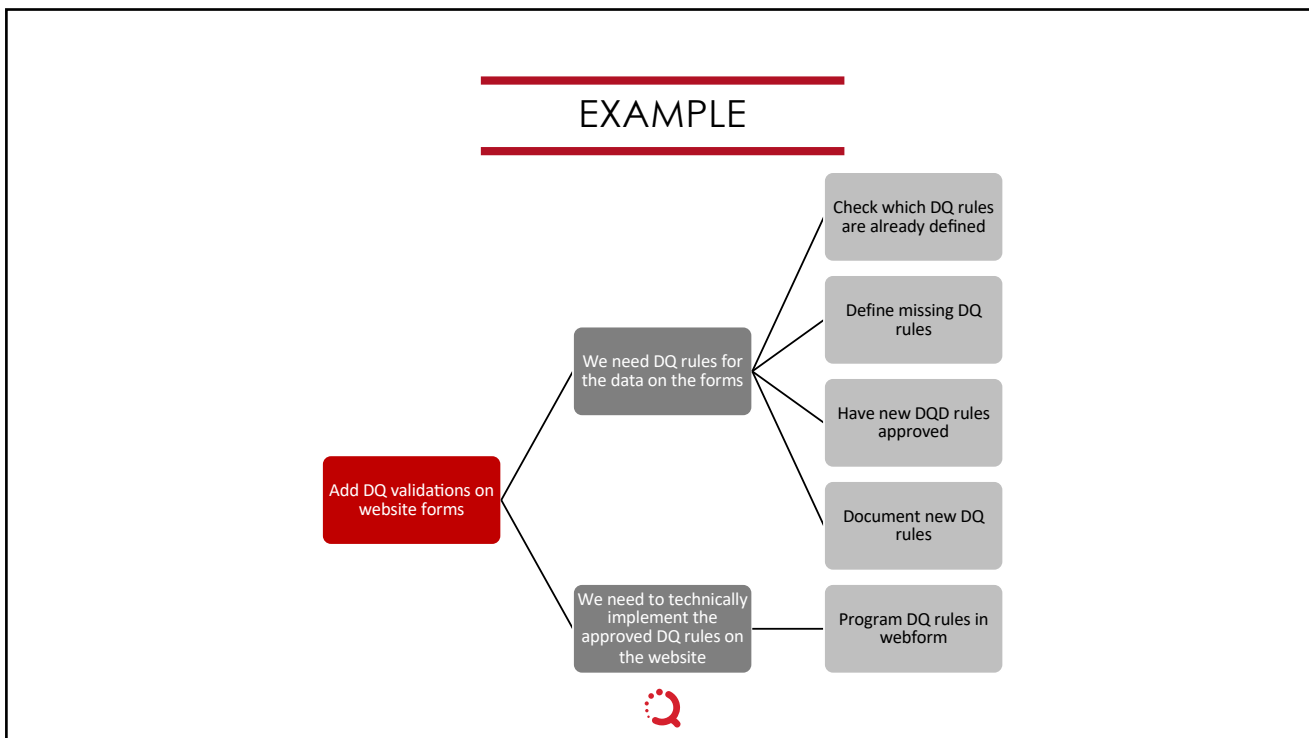 EXAMPLE
Add DQ validations on
website forms
We need DQ rules for
the data on the forms
Check which DQ rules
are already defined
Define missing DQ
rules
Have new DQD rules
approved
Document new DQ
rules
We need to technically
implement the
approved DQ rules on
the website
Program DQ rules in
webform